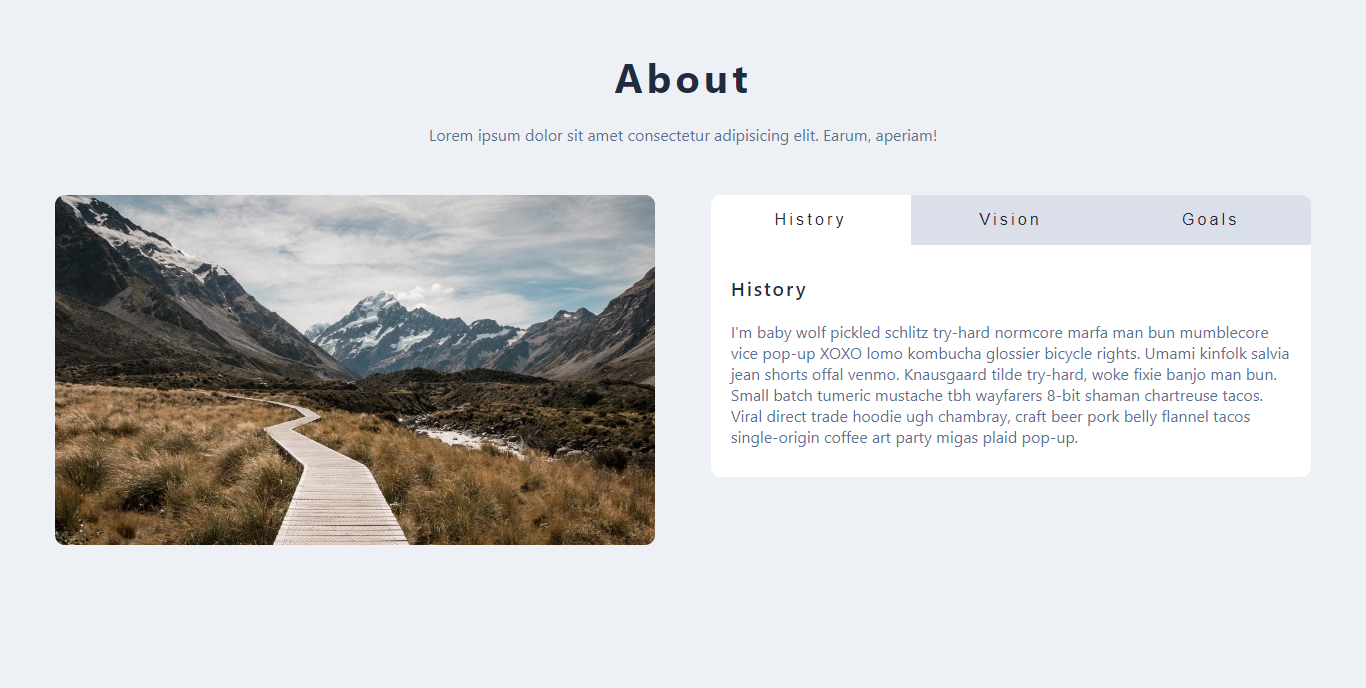 About
Lorem ipsum dolor sit amet consectetur adipisicing elit. Earum, aperiam!
History Vision Goals
History
I'm baby wolf pickled schlitz try-hard normcore marfa man bun mumblecore
vice pop-up XOXO lomo kombucha glossier bicycle rights. Umami kinfolk salvia
jean shorts offal venmo. Knausgaard tilde try-hard, woke fixie banjo man bun.
Small batch tumeric mustache tbh wayfarers 8-bit shaman chartreuse tacos.
Viral direct trade hoodie ugh chambray, craft beer pork belly flannel tacos
single-origin coffee art party migas plaid pop-up.